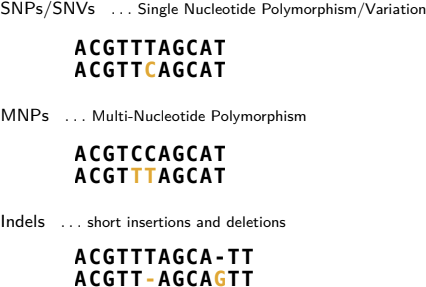 SNPs/SNVs ... Single Nucleotide Polymorphism/Variation
ACGTTTAGCAT
ACGTTCAGCAT
MNPs ... Multi-Nucleotide Polymorphism
ACGTCCAGCAT
ACGTTTAGCAT
Indels ... short insertions and deletions
ACGTTTAGCA-TT
ACGTT-AGCAGTT